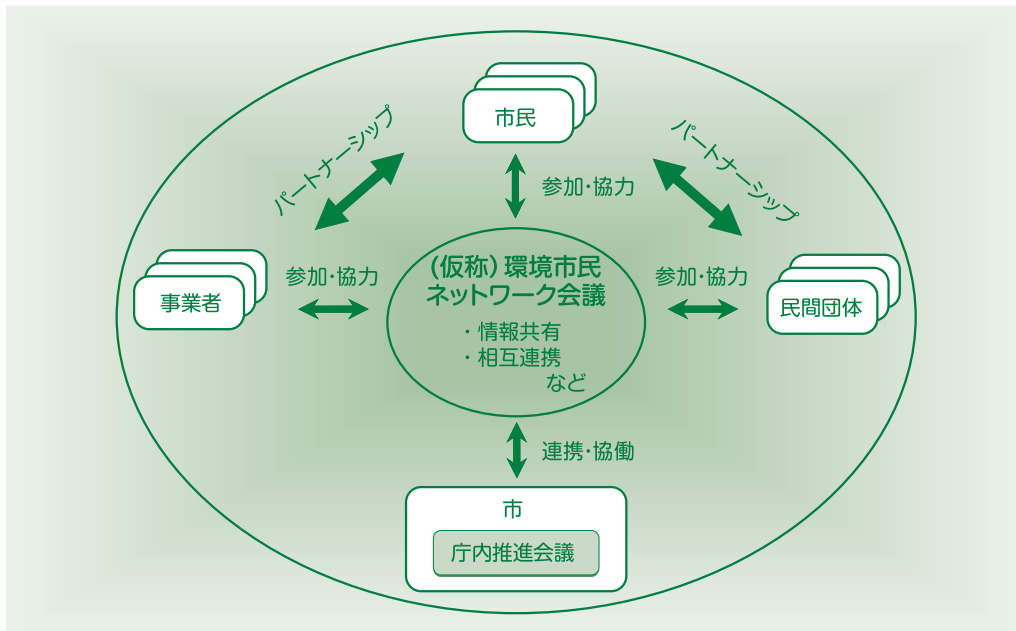 市民
パートナーシップ
パートナーシップ
参加・協力
(仮称)環境市民
ネットワーク会議
・情報共有
・相互連携
など
事業者
参加・協力
参加・協力
民間団体
連携・協働
市
庁内推進会議